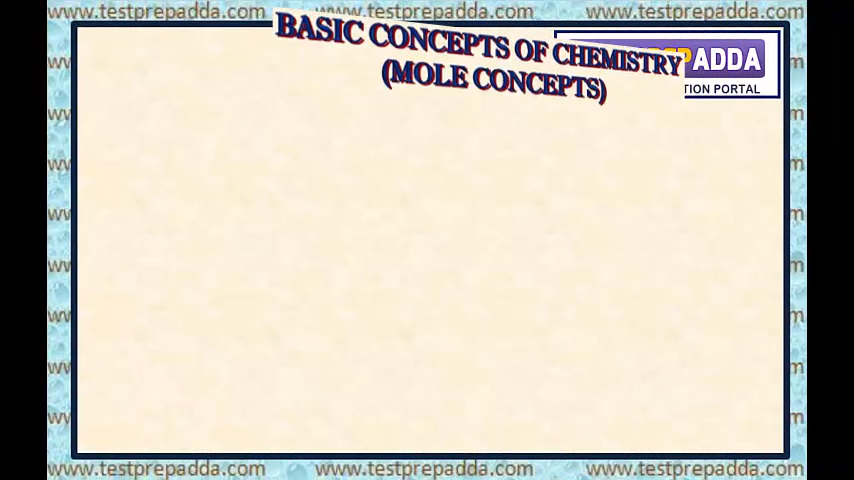 www.testprepadda.com www.testprepadda.com www.testprepadda.com
BASIC CONCEPTS OF CHEMISTRY
(MOLE CONCEPTS)
ADDA
TION PORTAL
www.testprepadda.com www.testprepadda.com www.testprepadda.com